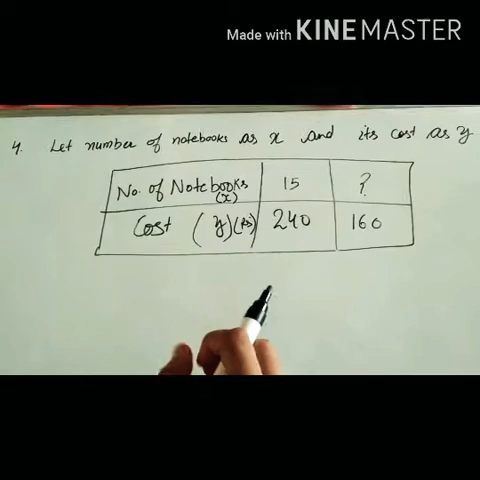 Made with KINEMASTER
4. Let number of notebooks as x and its cost as y
No. of Notebooks (x) 15 ?
Cost (y) (Rs) 240 160